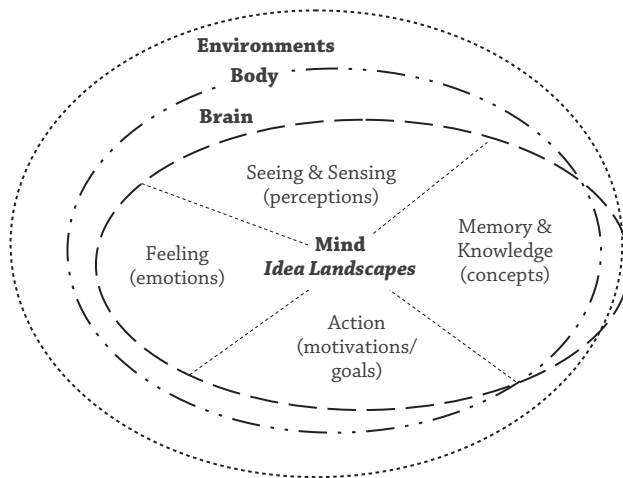 Environments
Body
Brain
Seeing & Sensing
(perceptions)
Memory &
Knowledge
(concepts)
Mind
Idea Landscapes
Feeling
(emotions)
Action
(motivations/
goals)